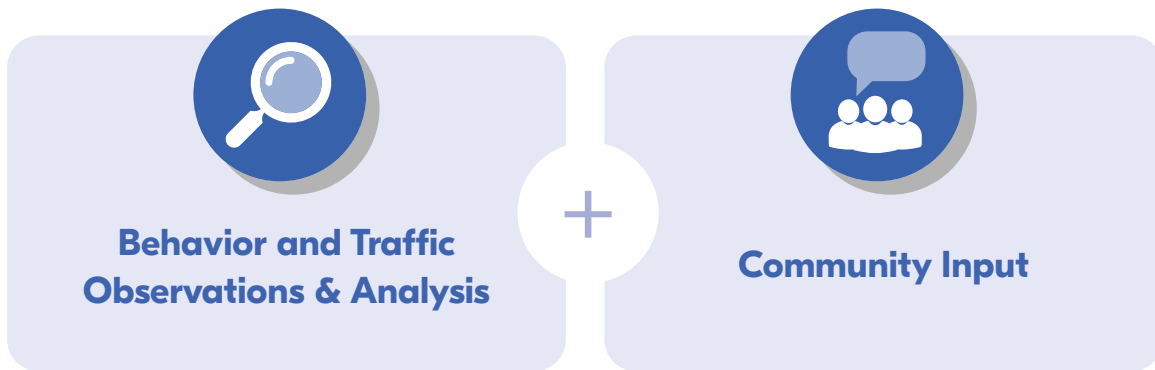 Behavior and Traffic
Observations & Analysis
+
Community Input